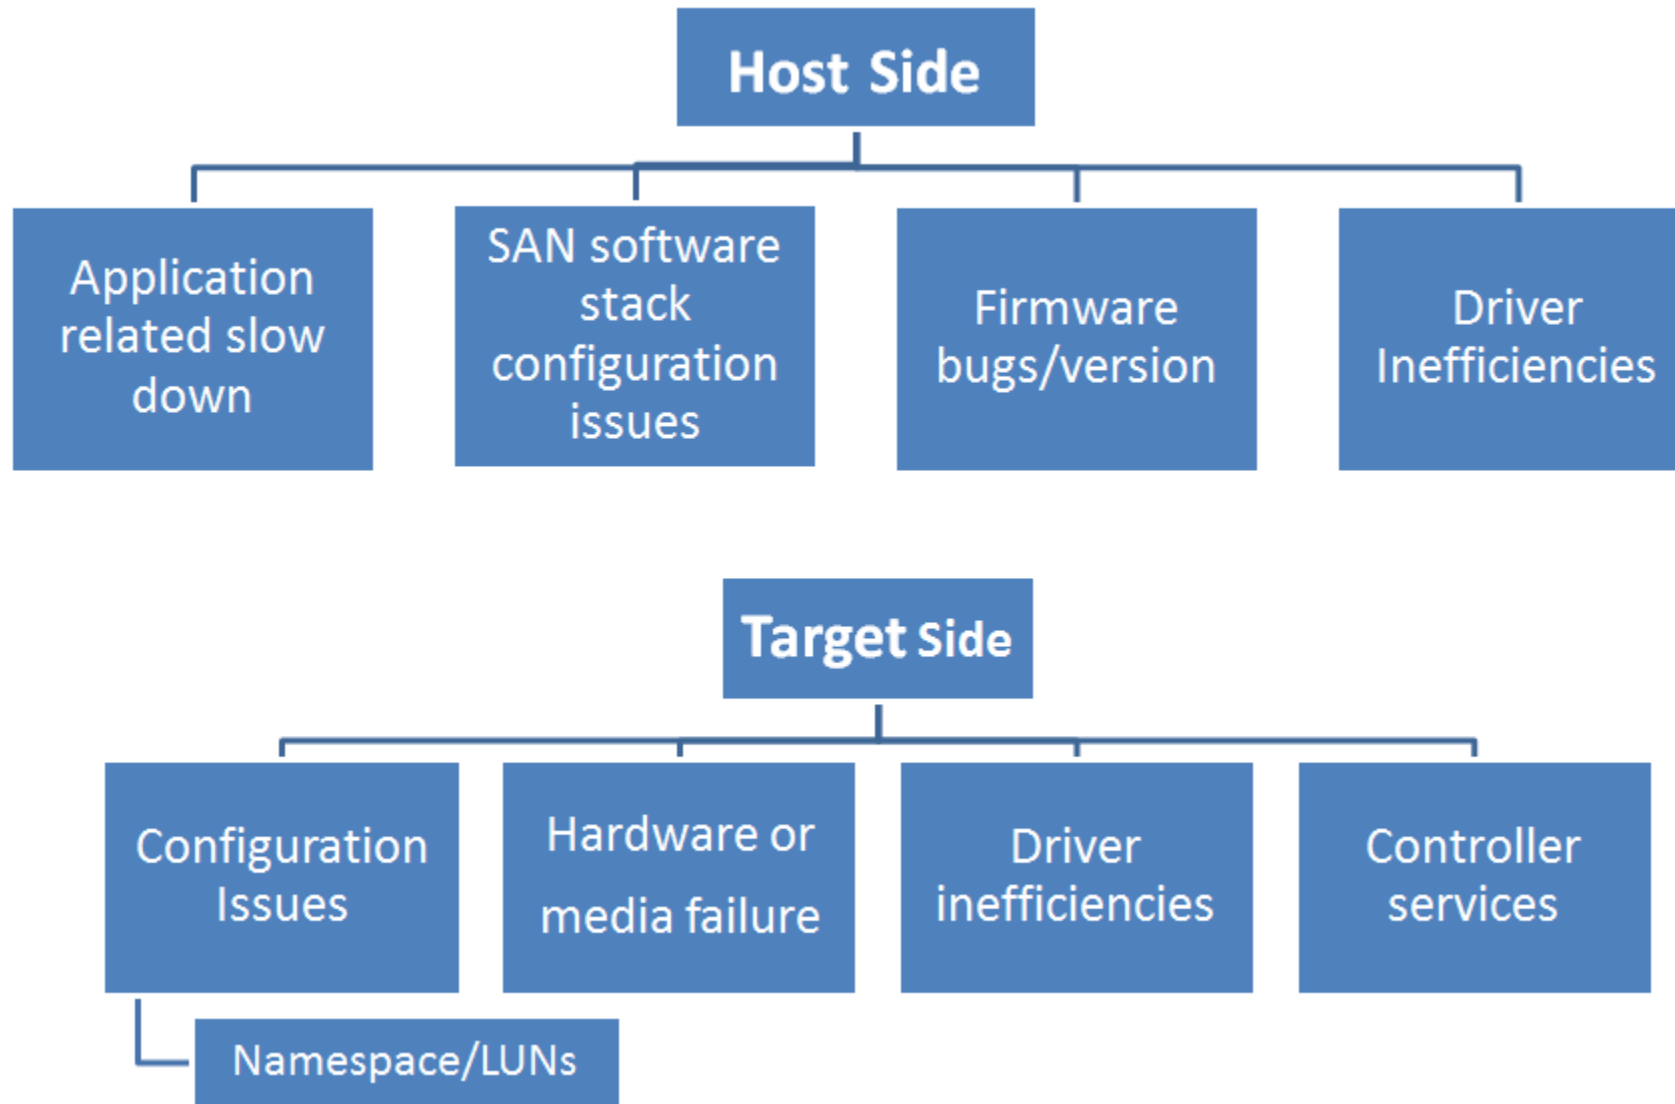 Host Side
Application
related slow
down
SAN software
stack
configuration
issues
Firmware
bugs/version
Driver
Inefficiencies
Target Side
Configuration
Issues
Hardware or
media failure
Driver
inefficiencies
Controller
services
Namespace/LUNs